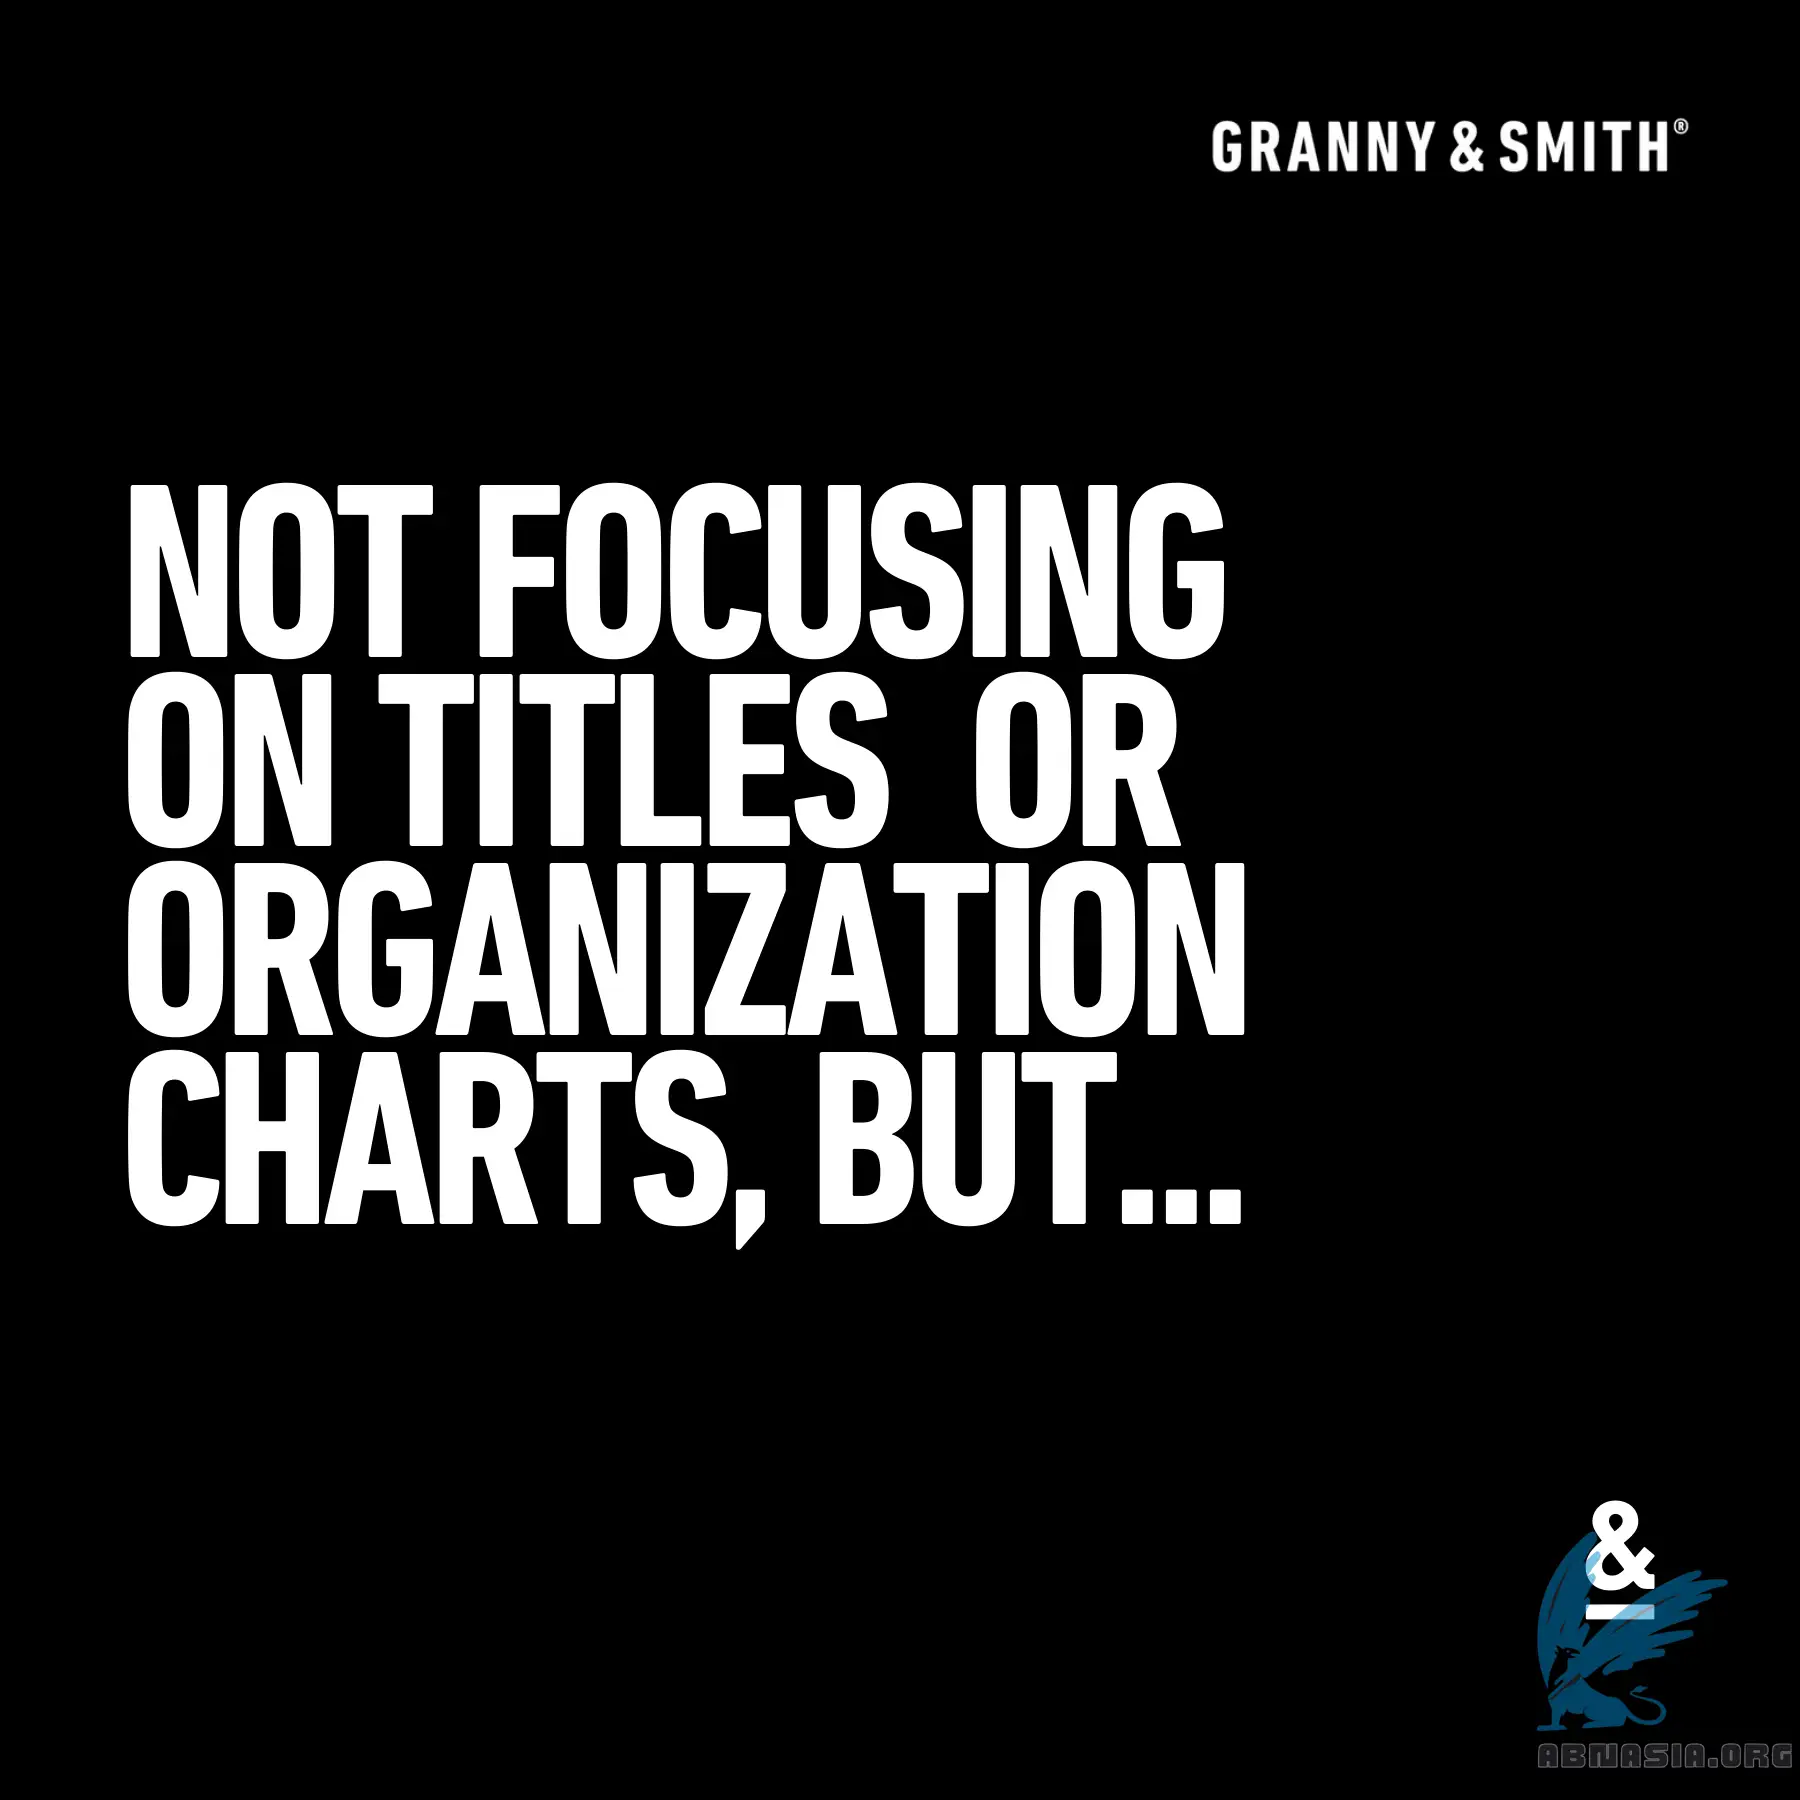 GRANNY & SMITH®
NOT FOCUSING
ON TITLES OR
ORGANIZATION
CHARTS, BUT...
&
ABNASIA.ORG